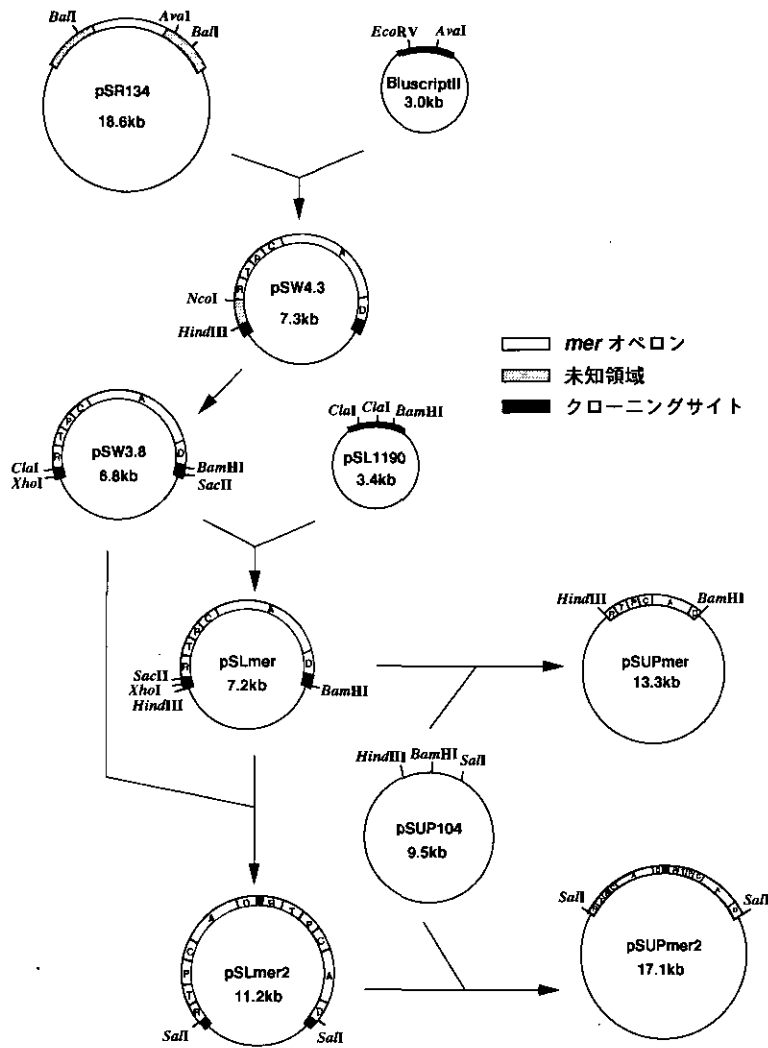 BalI
AvaI
BalI
pSR134
18.6kb
EcoRV
AvaI
BluscriptII
3.0kb
R T P C A D
NcoI
HindIII
pSW4.3
7.3kb
mer オペロン
未知領域
クローニングサイト
R T P C A D
ClaI
XhoI
pSW3.8
6.8kb
BamHI
SacII
ClaI
ClaI
BamHI
pSL1190
3.4kb
R T P C A D
SacII
XhoI
HindIII
pSLmer
7.2kb
BamHI
HindIII
R T P C A D
BamHI
pSUPmer
13.3kb
HindIII
BamHI
SalI
pSUP104
9.5kb
R T P C A D R T P C A D
pSLmer2
11.2kb
SalI
SalI
SalI
SalI
pSUPmer2
17.1kb